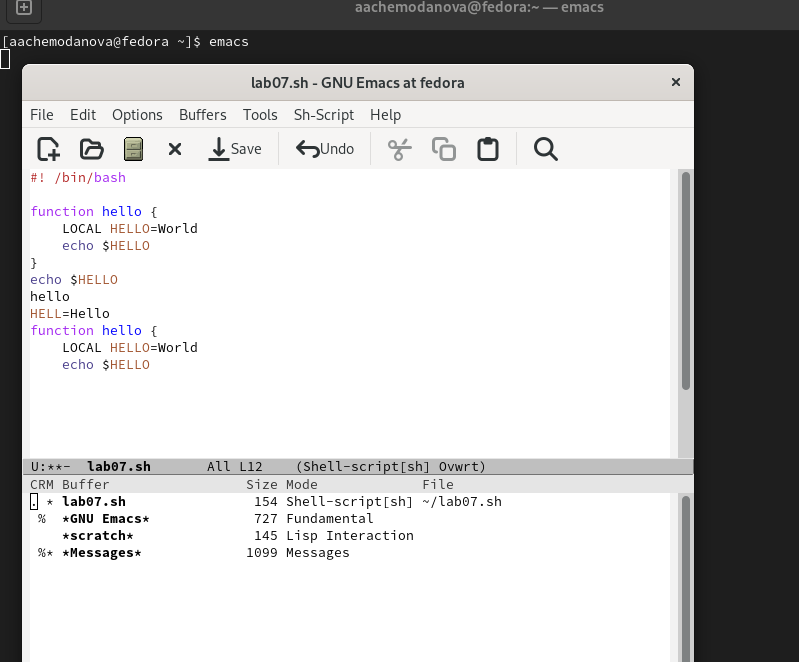 aachemodanova@fedora:~ — emacs
[aachemodanova@fedora ~]$ emacs
lab07.sh - GNU Emacs at fedora
File Edit Options Buffers Tools Sh-Script Help
Save Undo
#! /bin/bash
function hello {
    LOCAL HELLO=World
    echo $HELLO
}
echo $HELLO
hello
HELL=Hello
function hello {
    LOCAL HELLO=World
    echo $HELLO
U:**-  lab07.sh       All L12    (Shell-script[sh] Ovwrt)
CRM Buffer                 Size Mode             File
. * lab07.sh                154 Shell-script[sh] ~/lab07.sh
 %  *GNU Emacs*             727 Fundamental
    *scratch*               145 Lisp Interaction
 %* *Messages*             1099 Messages